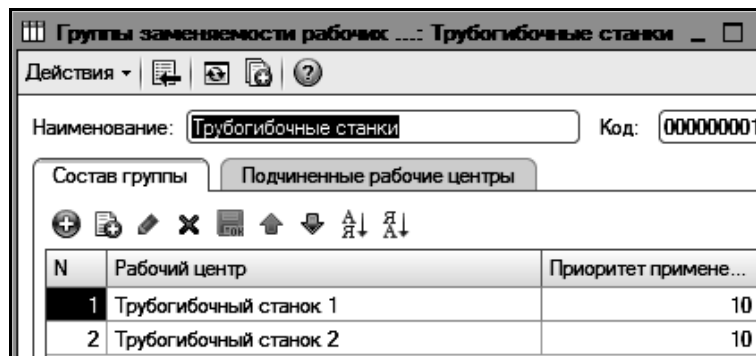 Группы заменяемости рабочих ...: Трубогибочные станки
Действия
Наименование: Трубогибочные станки Код: 000000001
Состав группы Подчиненные рабочие центры
N Рабочий центр Приоритет примене...
1 Трубогибочный станок 1 10
2 Трубогибочный станок 2 10